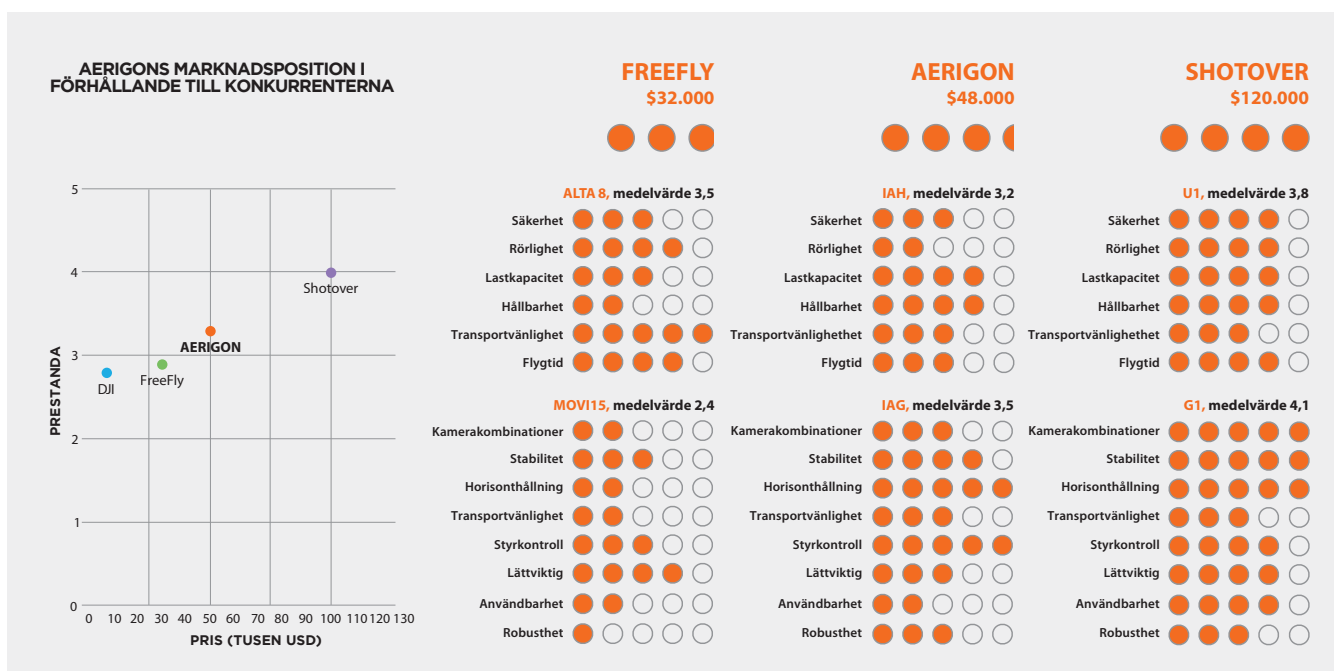 AERIGONS MARKNADSPOSITION I
FÖRHÅLLANDE TILL KONKURRENTERNA
5
4
3
2
1
0
PRESTANDA
DJI
FreeFly
AERIGON
Shotover
0 10 20 30 40 50 60 70 80 90 100 110 120 130
PRIS (TUSEN USD)
FREEFLY
$32.000
ALTA 8, medelvärde 3,5
Säkerhet
Rörlighet
Lastkapacitet
Hållbarhet
Transportvänlighet
Flygtid
MOVI15, medelvärde 2,4
Kamerakombinationer
Stabilitet
Horisonthållning
Transportvänlighet
Styrkontroll
Lättviktig
Användbarhet
Robusthet
AERIGON
$48.000
IAH, medelvärde 3,2
Säkerhet
Rörlighet
Lastkapacitet
Hållbarhet
Transportvänlighethet
Flygtid
IAG, medelvärde 3,5
Kamerakombinationer
Stabilitet
Horisonthållning
Transportvänlighet
Styrkontroll
Lättviktig
Användbarhet
Robusthet
SHOTOVER
$120.000
U1, medelvärde 3,8
Säkerhet
Rörlighet
Lastkapacitet
Hållbarhet
Transportvänlighethet
Flygtid
G1, medelvärde 4,1
Kamerakombinationer
Stabilitet
Horisonthållning
Transportvänlighet
Styrkontroll
Lättviktig
Användbarhet
Robusthet